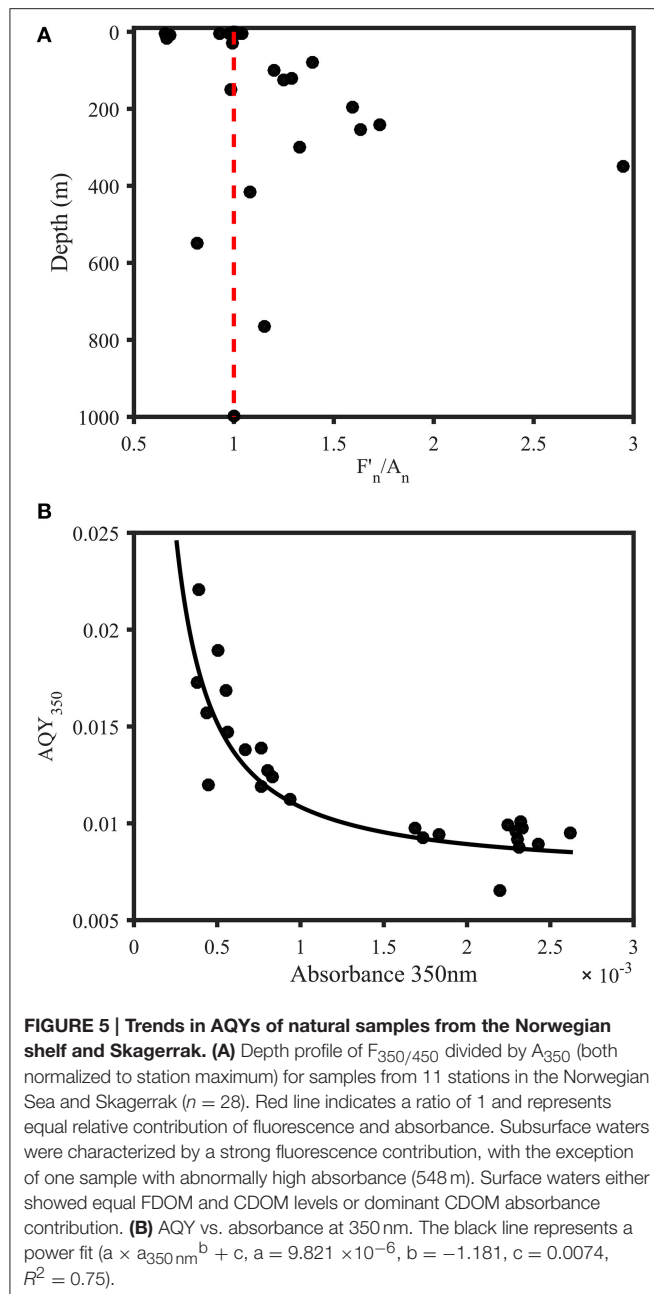 A
0
200
400
600
800
1000
Depth (m)
0.5 1 1.5 2 2.5 3
F'n/An
B
0.025
0.02
0.015
0.01
0.005
AQY350
0 0.5 1 1.5 2 2.5 3
Absorbance 350nm × 10-3
FIGURE 5 | Trends in AQYs of natural samples from the Norwegian
shelf and Skagerrak. (A) Depth profile of F350/450 divided by A350 (both
normalized to station maximum) for samples from 11 stations in the Norwegian
Sea and Skagerrak (n = 28). Red line indicates a ratio of 1 and represents
equal relative contribution of fluorescence and absorbance. Subsurface waters
were characterized by a strong fluorescence contribution, with the exception
of one sample with abnormally high absorbance (548 m). Surface waters either
showed equal FDOM and CDOM levels or dominant CDOM absorbance
contribution. (B) AQY vs. absorbance at 350 nm. The black line represents a
power fit (a × a350 nm^b + c, a = 9.821 ×10−6, b = −1.181, c = 0.0074,
R2 = 0.75).